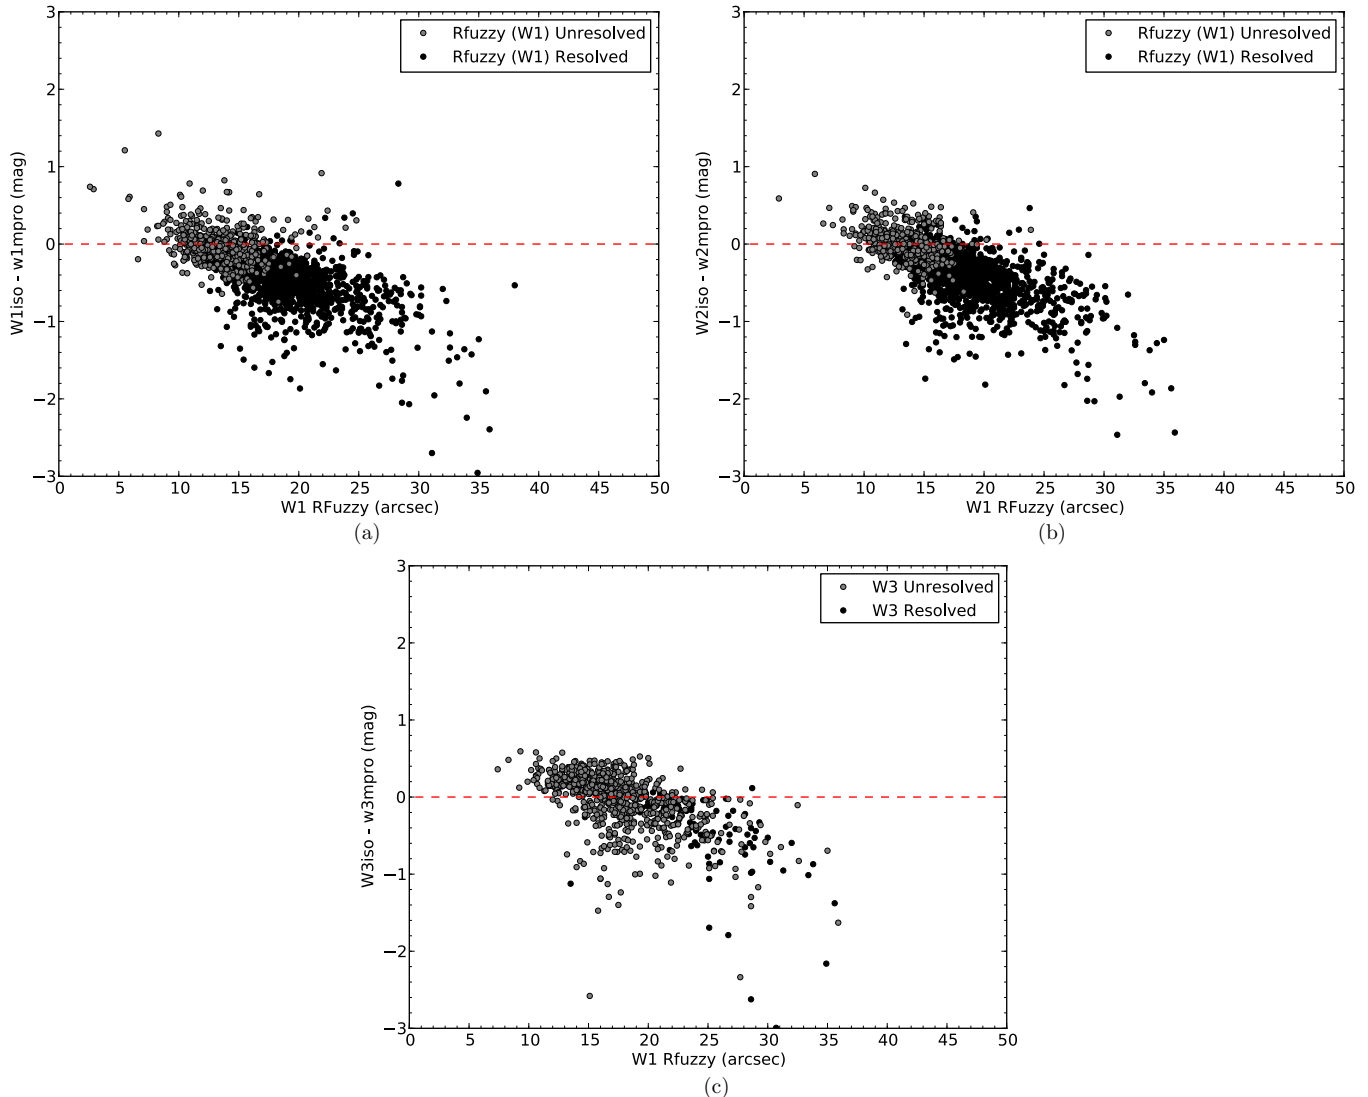 Rfuzzy (W1) Unresolved
Rfuzzy (W1) Resolved
3
2
1
0
−1
−2
−3
W1iso - w1mpro (mag)
0 5 10 15 20 25 30 35 40 45 50
W1 RFuzzy (arcsec)
(a)
Rfuzzy (W1) Unresolved
Rfuzzy (W1) Resolved
3
2
1
0
−1
−2
−3
W2iso - w2mpro (mag)
0 5 10 15 20 25 30 35 40 45 50
W1 RFuzzy (arcsec)
(b)
W3 Unresolved
W3 Resolved
3
2
1
0
−1
−2
−3
W3iso - w3mpro (mag)
0 5 10 15 20 25 30 35 40 45 50
W1 Rfuzzy (arcsec)
(c)